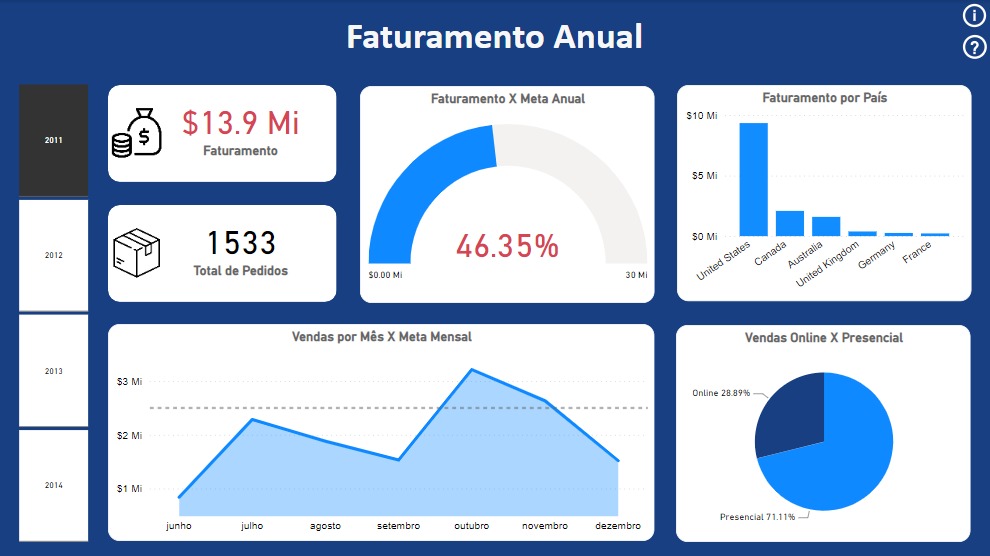 Faturamento Anual
i
?
2011
2012
2013
2014
$
$13.9 Mi
Faturamento
1533
Total de Pedidos
Faturamento X Meta Anual
46.35%
$0.00 Mi
30 Mi
Faturamento por País
$10 Mi
$5 Mi
$0 Mi
United States
Canada
Australia
United Kingdom
Germany
France
Vendas por Mês X Meta Mensal
$3 Mi
$2 Mi
$1 Mi
junho
julho
agosto
setembro
outubro
novembro
dezembro
Vendas Online X Presencial
Online 28.89%
Presencial 71.11%